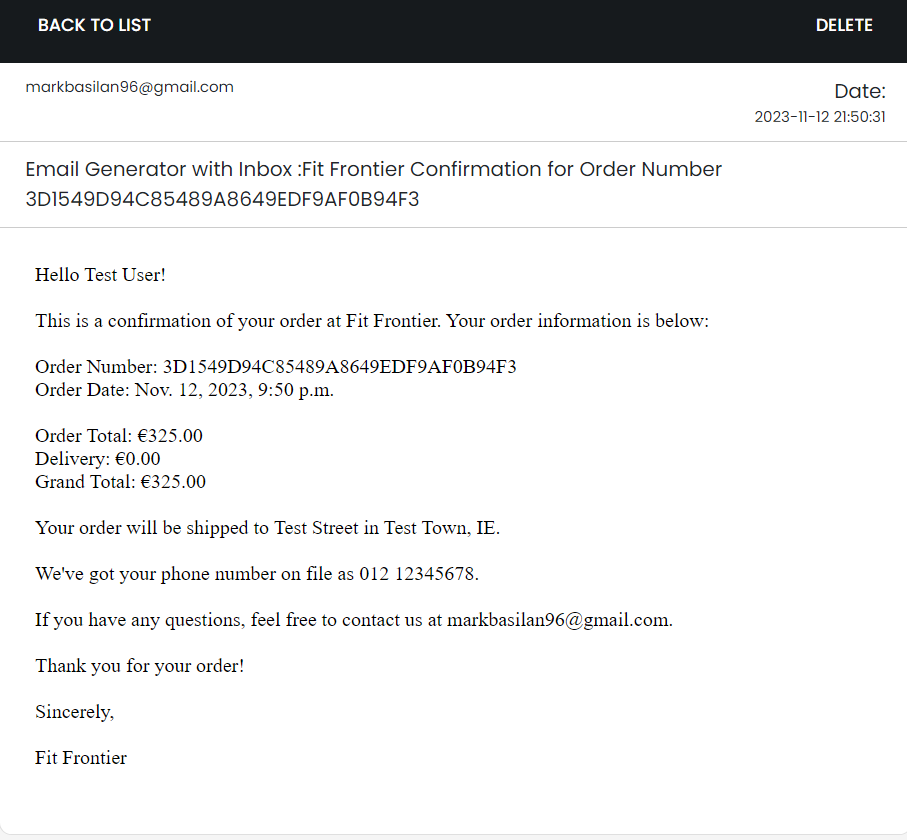 BACK TO LIST
DELETE
markbasilan96@gmail.com
Date:
2023-11-12 21:50:31
Email Generator with Inbox :Fit Frontier Confirmation for Order Number
3D1549D94C85489A8649EDF9AF0B94F3
Hello Test User!
This is a confirmation of your order at Fit Frontier. Your order information is below:
Order Number: 3D1549D94C85489A8649EDF9AF0B94F3
Order Date: Nov. 12, 2023, 9:50 p.m.
Order Total: €325.00
Delivery: €0.00
Grand Total: €325.00
Your order will be shipped to Test Street in Test Town, IE.
We've got your phone number on file as 012 12345678.
If you have any questions, feel free to contact us at markbasilan96@gmail.com.
Thank you for your order!
Sincerely,
Fit Frontier